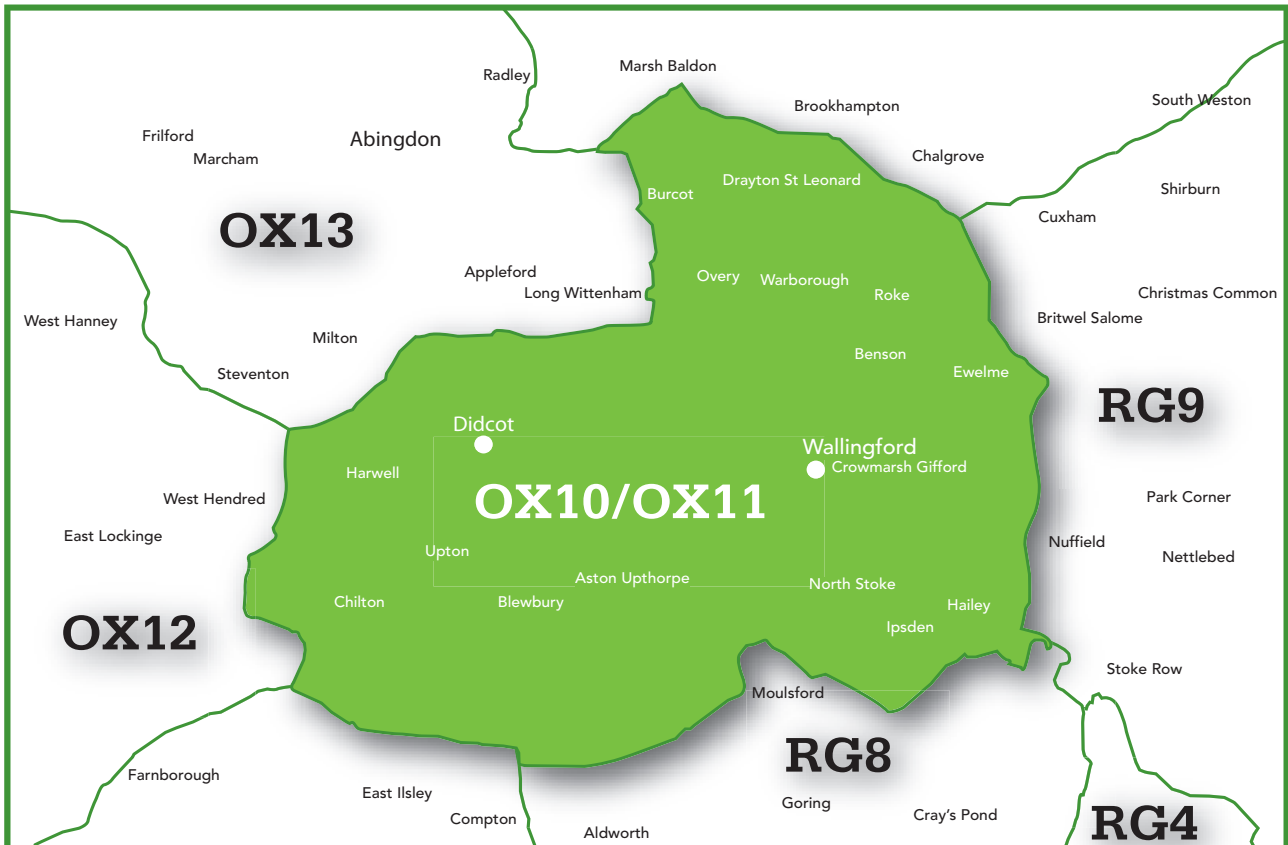 Marsh Baldon
Radley
South Weston
Brookhampton
Frilford
Abingdon
Marcham
Chalgrove
Drayton St Leonard
Shirburn
Burcot
Cuxham
OX13
Appleford
Overy
Warborough
Long Wittenham
Roke
Christmas Common
West Hanney
Britwel Salome
Milton
Benson
Steventon
Ewelme
RG9
Didcot
Wallingford
Crowmarsh Gifford
Harwell
West Hendred
OX10/OX11
Park Corner
East Lockinge
Nuffield
Upton
Nettlebed
Aston Upthorpe
North Stoke
Chilton
Blewbury
Hailey
OX12
Ipsden
Stoke Row
Moulsford
RG8
Farnborough
East Ilsley
Goring
Cray's Pond
Compton
RG4
Aldworth